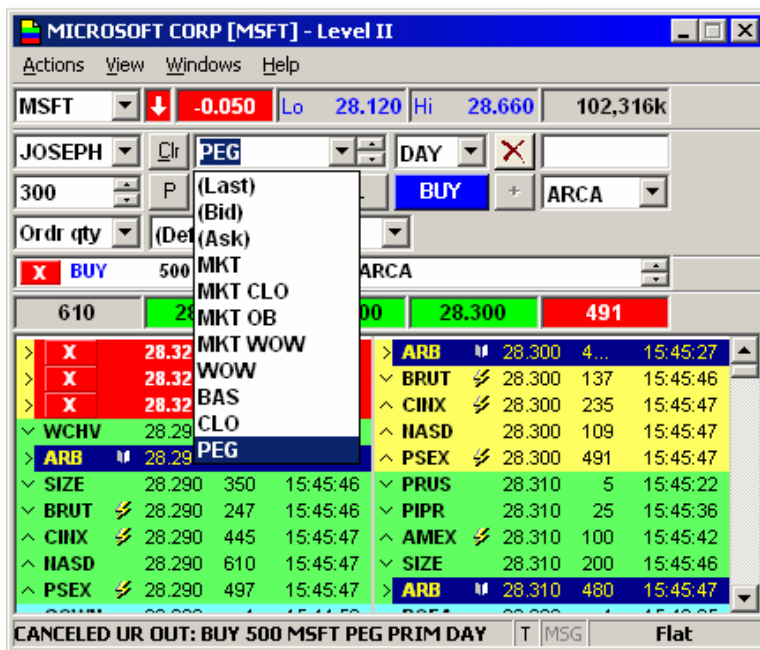 MICROSOFT CORP [MSFT] - Level II
Actions View Windows Help
MSFT -0.050 Lo 28.120 Hi 28.660 102,316k
JOSEPH Clr PEG DAY
300 P BUY + ARCA
Ordr qty
(Last)
(Bid)
(Ask)
MKT
MKT CLO
MKT OB
MKT WOW
WOW
BAS
CLO
PEG
X BUY 500 ARCA
610 28.300 491
X 28.32
X 28.32
X 28.32
WCHV 28.29
ARB 28.29
SIZE 28.290 350 15:45:46
BRUT 28.290 247 15:45:46
CINX 28.290 445 15:45:47
NASD 28.290 610 15:45:47
PSEX 28.290 497 15:45:47
ARB 28.300 4... 15:45:27
BRUT 28.300 137 15:45:46
CINX 28.300 235 15:45:47
NASD 28.300 109 15:45:47
PSEX 28.300 491 15:45:47
PRUS 28.310 5 15:45:22
PIPR 28.310 25 15:45:36
AMEX 28.310 100 15:45:42
SIZE 28.310 200 15:45:46
ARB 28.310 480 15:45:47
CANCELED UR OUT: BUY 500 MSFT PEG PRIM DAY T MSG Flat